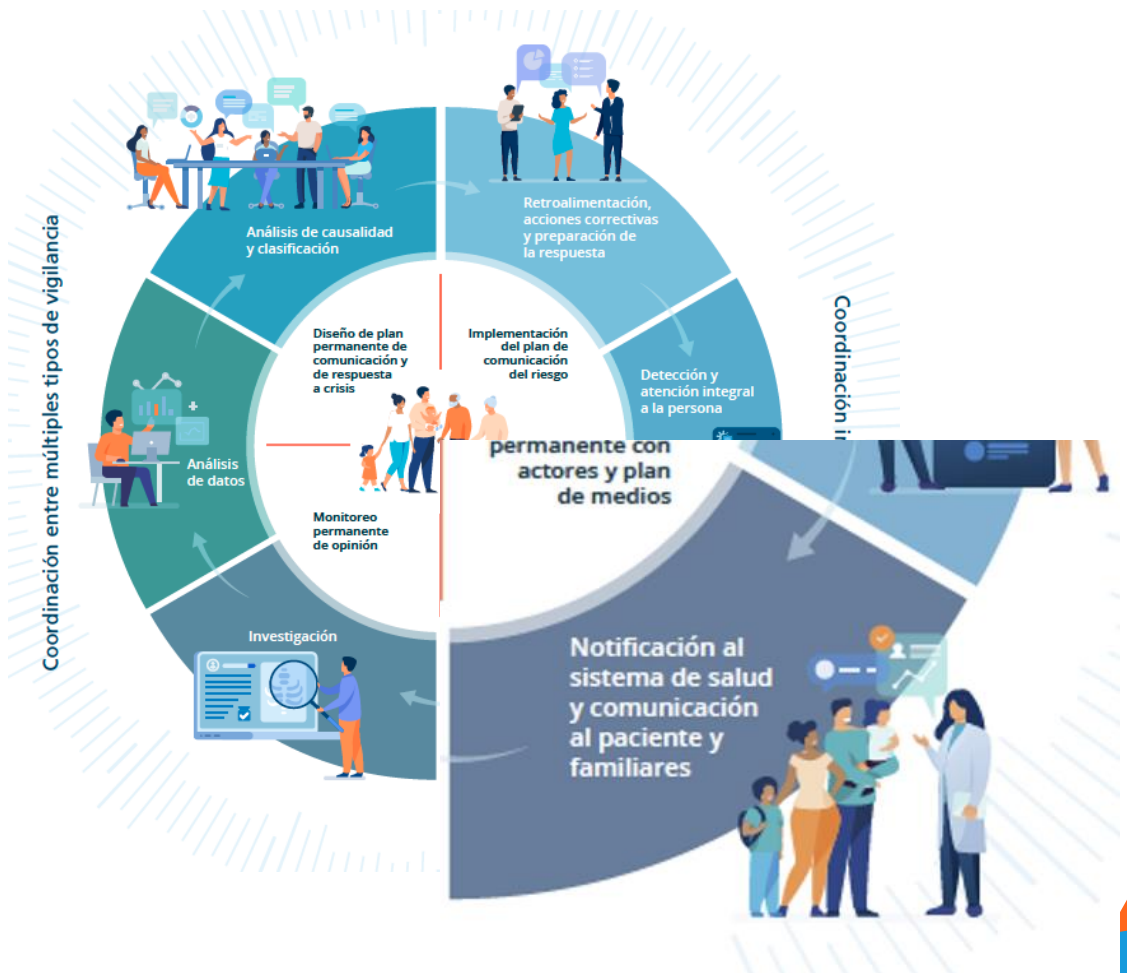 Coordinación entre múltiples tipos de vigilancia
Análisis de causalidad
y clasificación
Retroalimentación,
acciones correctivas
y preparación de
la respuesta
Detección y
atención integral
a la persona
Coordinación
Diseño de plan
permanente de
comunicación y
de respuesta
a crisis
Implementación
del plan de
comunicación
del riesgo
Análisis
de datos
Monitoreo
permanente
de opinión
permanente con
actores y plan
de medios
Investigación
Notificación al
sistema de salud
y comunicación
al paciente y
familiares